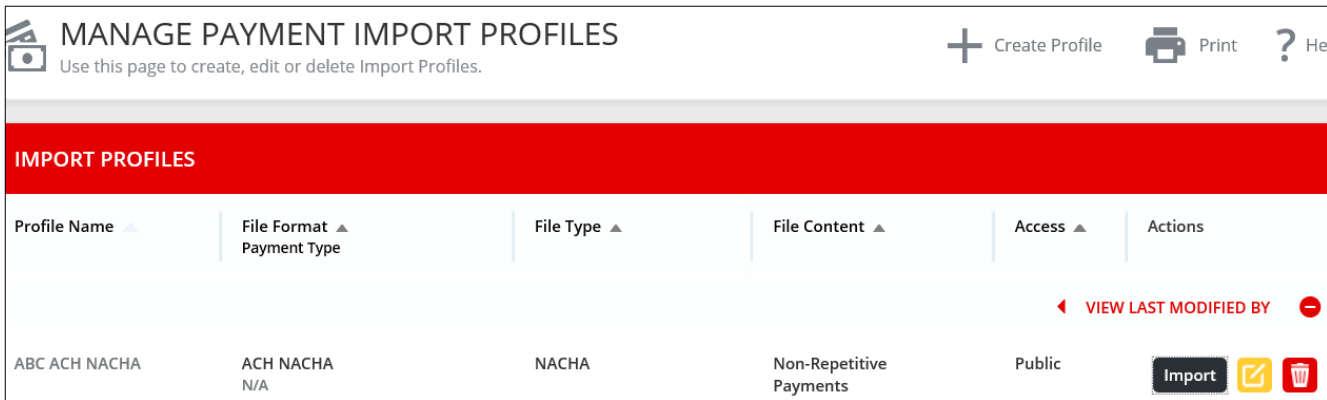 MANAGE PAYMENT IMPORT PROFILES
Use this page to create, edit or delete Import Profiles.
Create Profile
Print
? He
IMPORT PROFILES
Profile Name
File Format
Payment Type
File Type
File Content
Access
Actions
VIEW LAST MODIFIED BY
ABC ACH NACHA
ACH NACHA
N/A
NACHA
Non-Repetitive
Payments
Public
Import